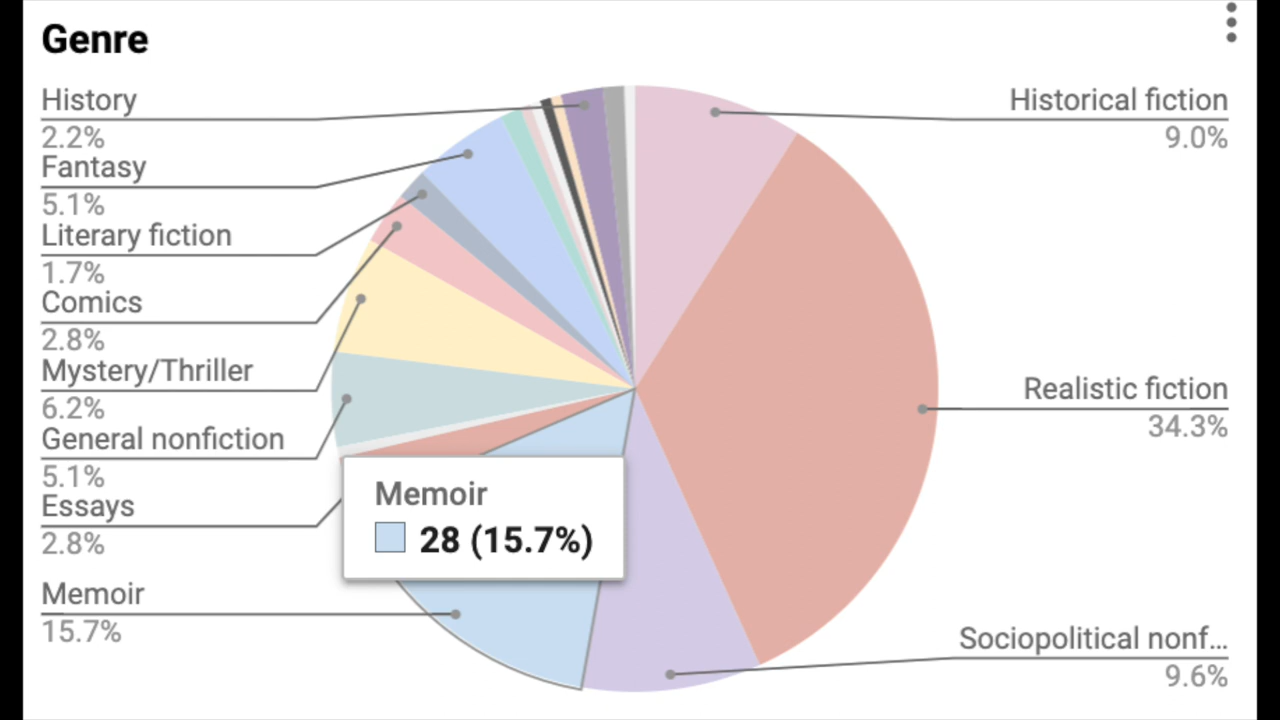 Genre
History
2.2%
Fantasy
5.1%
Literary fiction
1.7%
Comics
2.8%
Mystery/Thriller
6.2%
General nonfiction
5.1%
Essays
2.8%
Memoir
15.7%
Memoir
28 (15.7%)
Historical fiction
9.0%
Realistic fiction
34.3%
Sociopolitical nonf...
9.6%